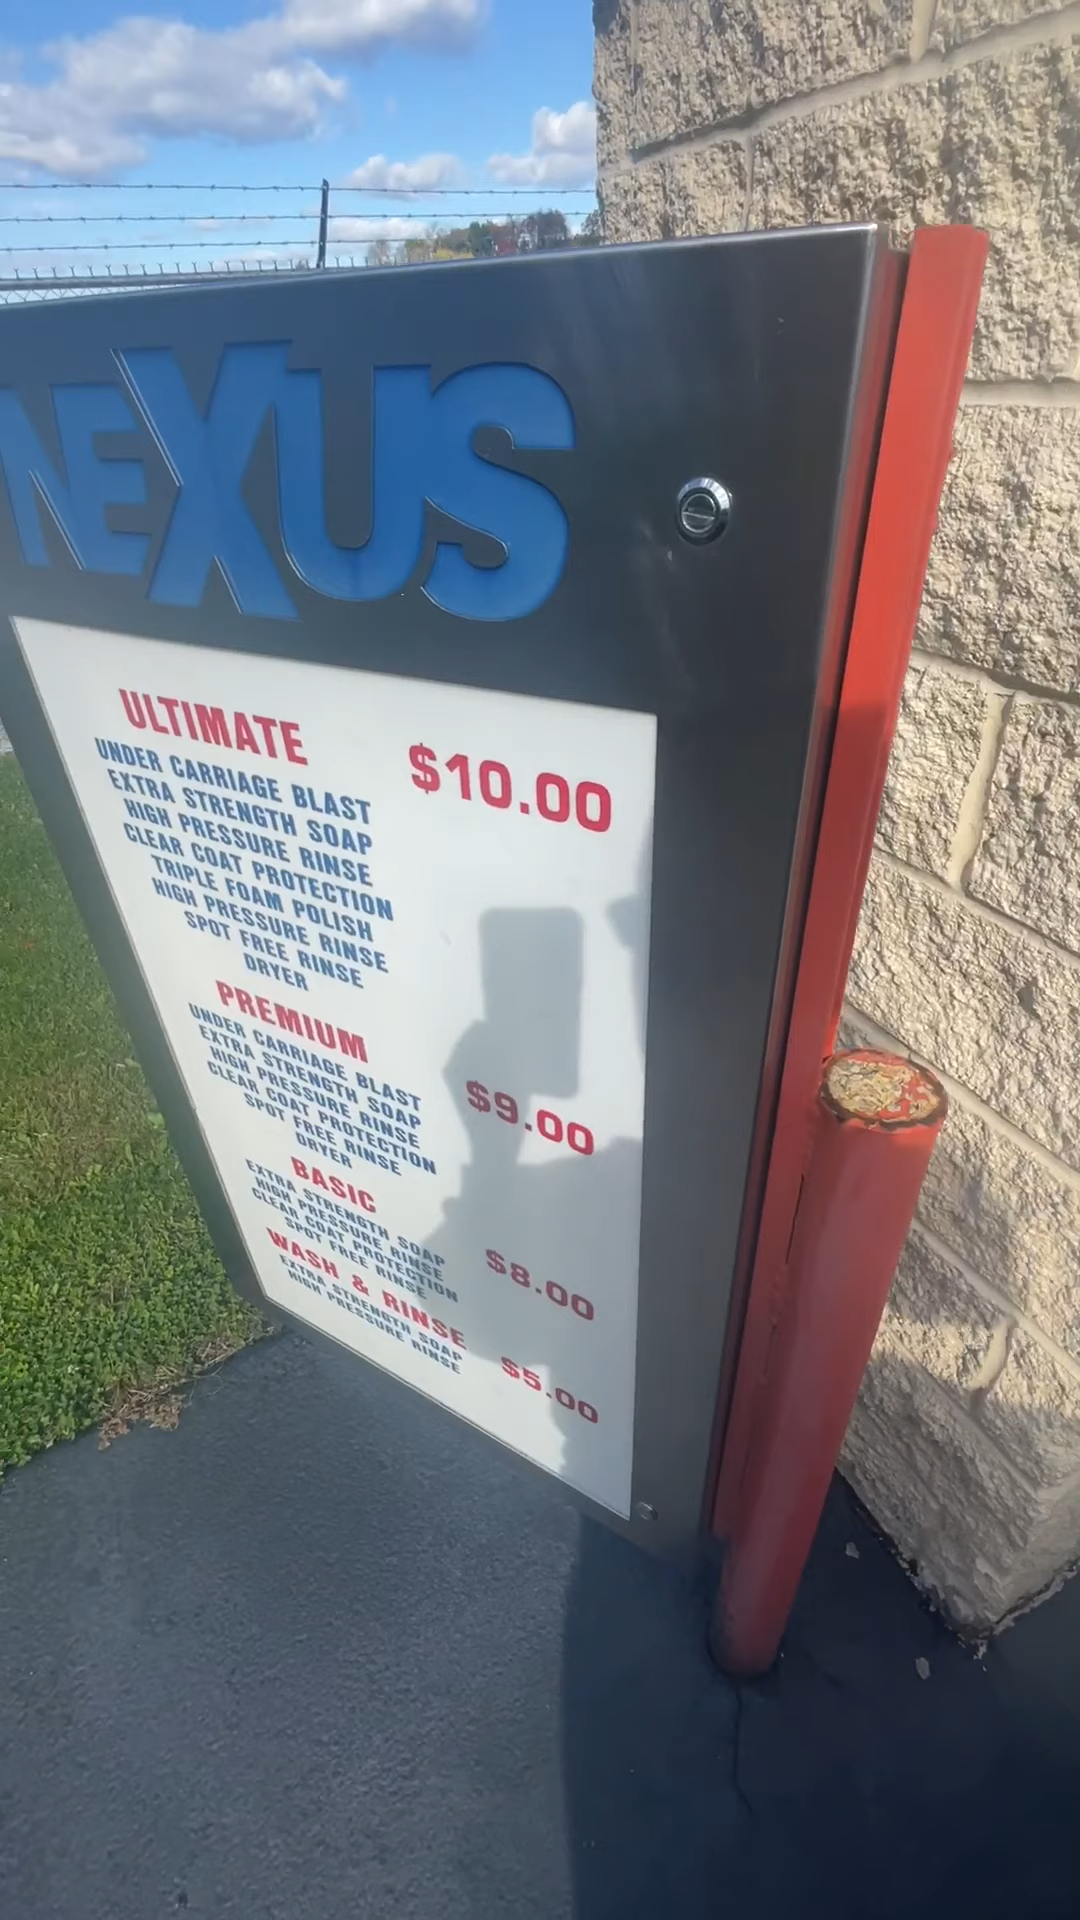 NEXUS
ULTIMATE
$10.00
UNDER CARRIAGE BLAST
EXTRA STRENGTH SOAP
HIGH PRESSURE RINSE
CLEAR COAT PROTECTION
TRIPLE FOAM POLISH
HIGH PRESSURE RINSE
SPOT FREE RINSE
DRYER
PREMIUM
$9.00
UNDER CARRIAGE BLAST
EXTRA STRENGTH SOAP
HIGH PRESSURE RINSE
CLEAR COAT PROTECTION
SPOT FREE RINSE
DRYER
BASIC
$8.00
EXTRA STRENGTH SOAP
HIGH PRESSURE RINSE
CLEAR COAT PROTECTION
SPOT FREE RINSE
WASH & RINSE
$5.00
EXTRA STRENGTH SOAP
HIGH PRESSURE RINSE